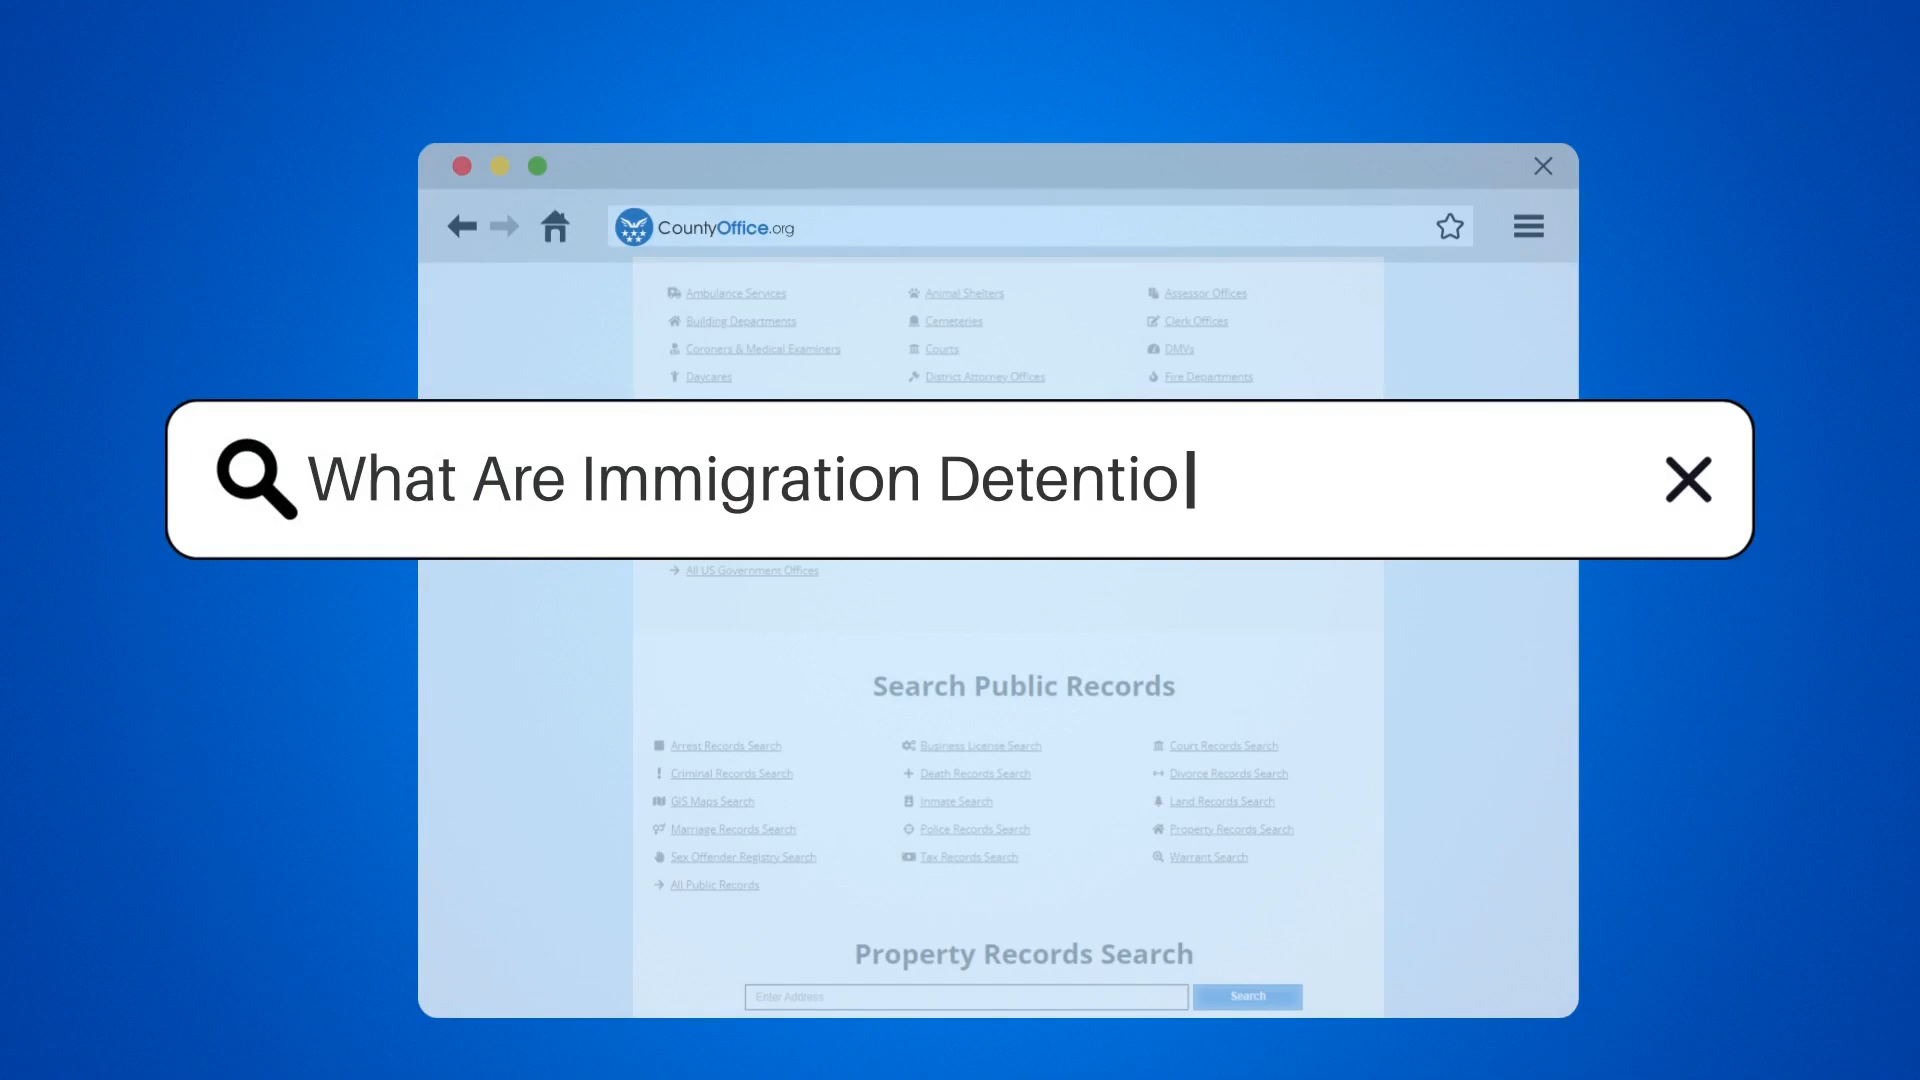 CountyOffice.org
Ambulance Services Animal Shelters Assessor Offices
Building Departments Cemeteries Clerk Offices
Coroners & Medical Examiners Courts DMVs
Daycares District Attorney Offices Fire Departments
What Are Immigration Detentio
All US Government Offices
Search Public Records
Arrest Records Search Business License Search Court Records Search
Criminal Records Search Death Records Search Divorce Records Search
GIS Maps Search Inmate Search Land Records Search
Marriage Records Search Police Records Search Property Records Search
Sex Offender Registry Search Tax Records Search Warrant Search
All Public Records
Property Records Search
Enter Address Search